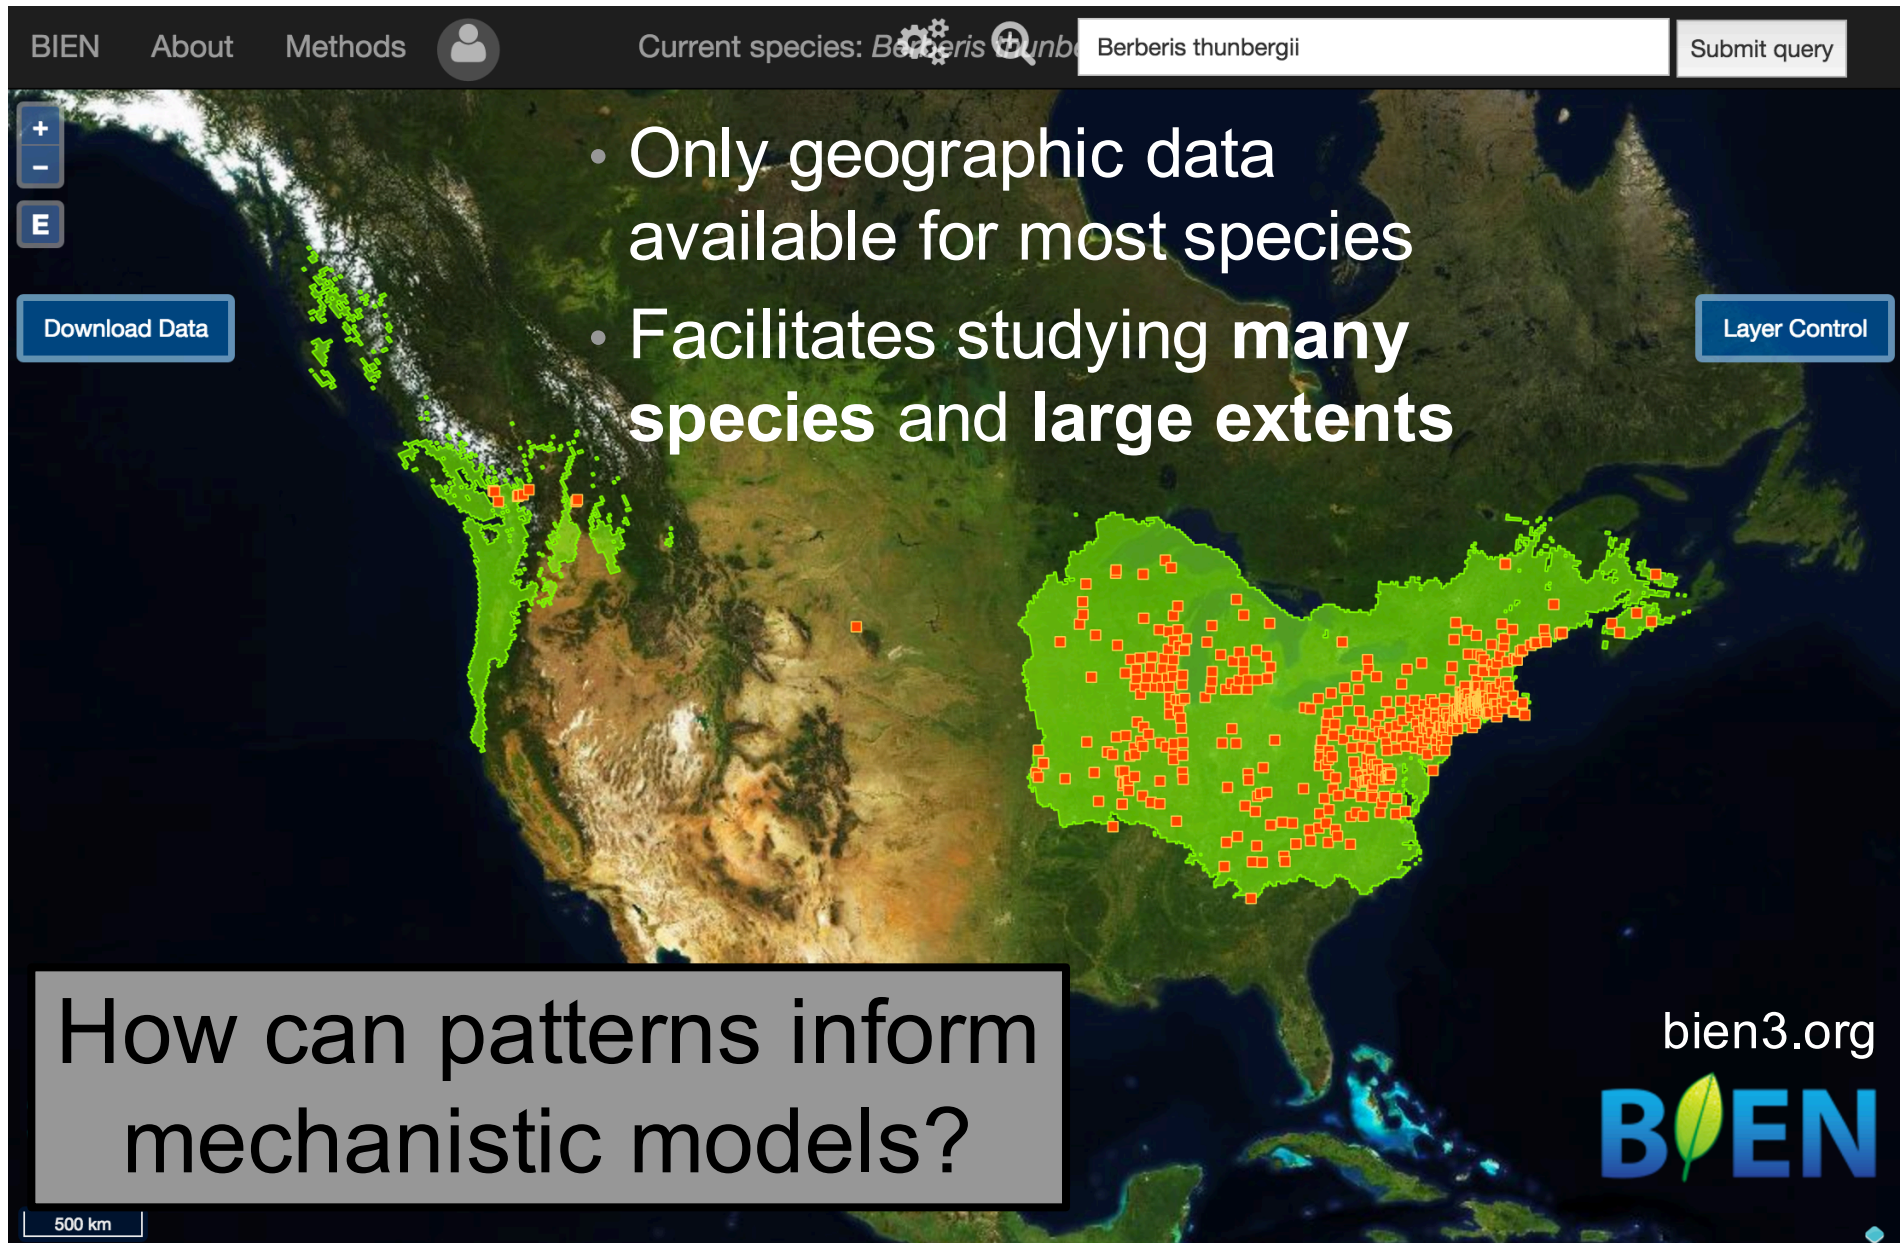 BIEN About Methods Current species: Berberis thunbe Berberis thunbergii Submit query
+
−
E
• Only geographic data
available for most species
Download Data
• Facilitates studying many
species and large extents
Layer Control
How can patterns inform
mechanistic models?
bien3.org
BIEN
500 km